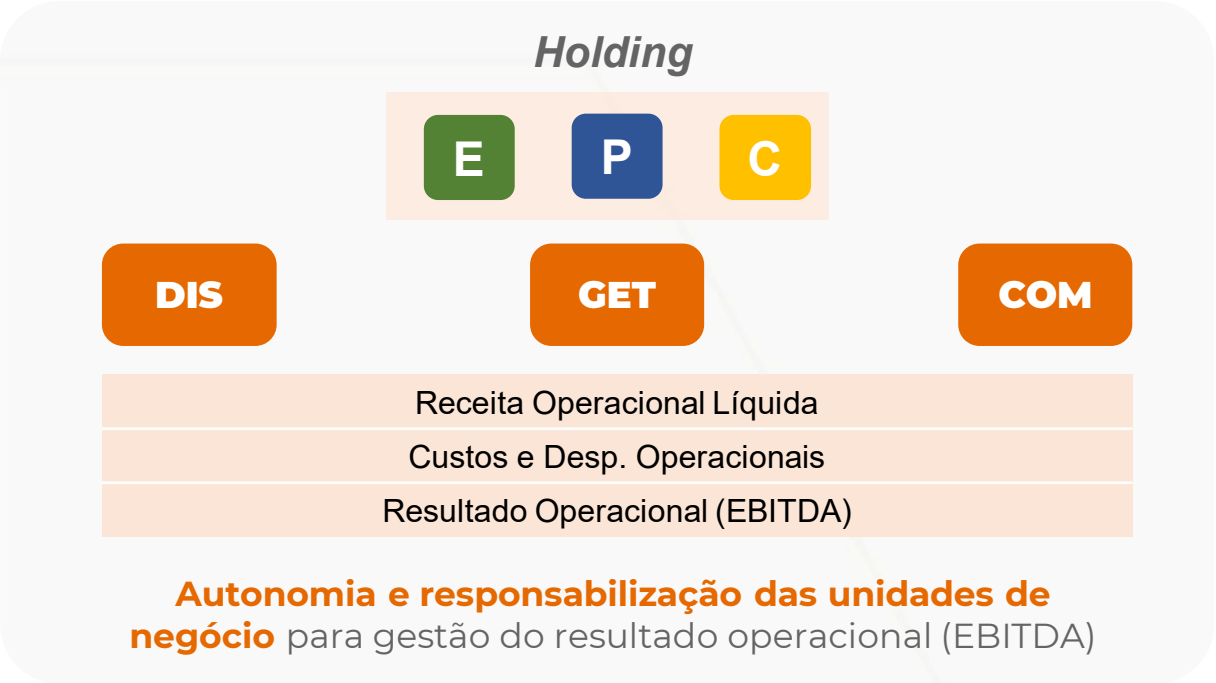 Holding
E P C
DIS GET COM
Receita Operacional Líquida
Custos e Desp. Operacionais
Resultado Operacional (EBITDA)
Autonomia e responsabilização das unidades de
negócio para gestão do resultado operacional (EBITDA)